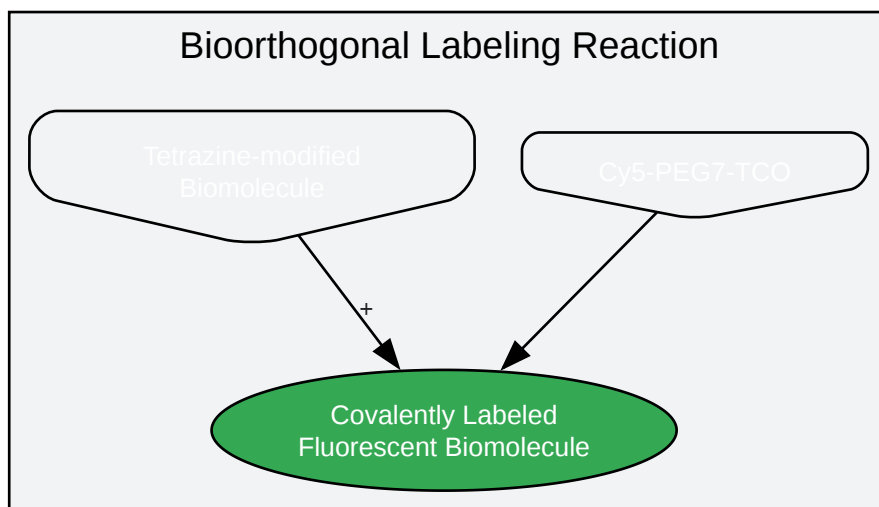 Bioorthogonal Labeling Reaction
Tetrazine-modified
Biomolecule
Cy5-PEG7-TCO
+
Covalently Labeled
Fluorescent Biomolecule